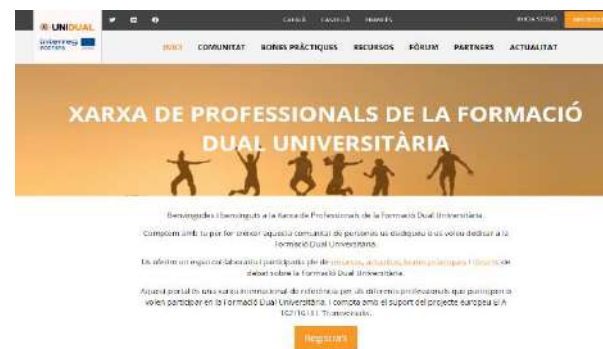 UNIDUAL
CATALÀ CASTELLÀ FRANCÈS
INICI COMUNITAT BONES PRÀCTIQUES RECURSOS FÒRUM PARTNERS ACTUALITAT
XARXA DE PROFESSIONALS DE LA FORMACIÓ
DUAL UNIVERSITÀRIA
Benvingudes i benvinguts a la Xarxa de Professionals de la Formació Dual Universitària
Comptem amb tu per fer créixer aquesta comunitat de persones us dediqueu o us voleu dedicar a la
Formació Dual Universitària.
Us oferim un espai col·laboratiu i participatiu ple de recursos, activitats, bones pràctiques i fòrums de
debat sobre la Formació Dual Universitària.
Aquest portal és una xarxa internacional de referència per als diferents professionals que participen o
volen participar en la Formació Dual Universitària, i compta amb el suport del projecte europeu
Transversalis.
Registra't